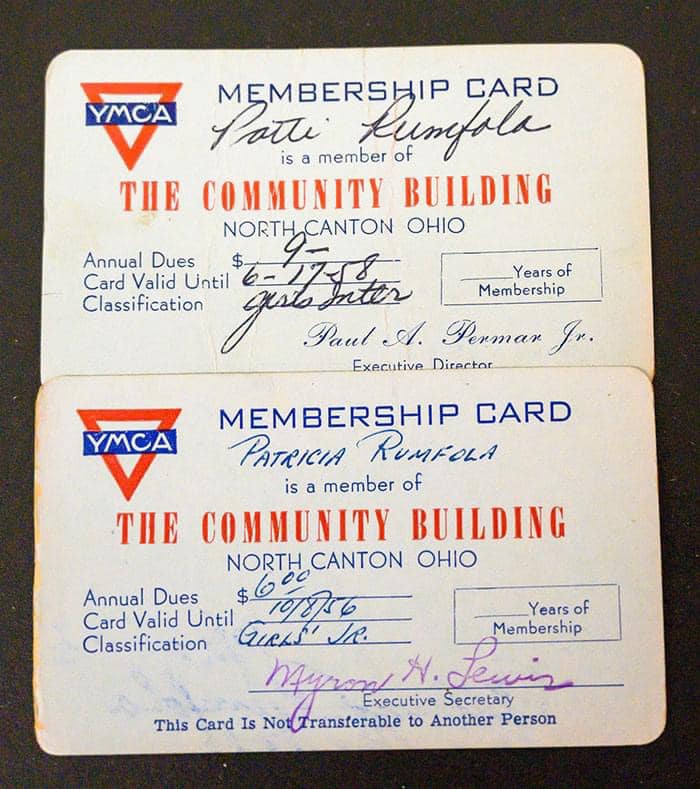 MEMBERSHIP CARD
YMCA
Patti Rumfola
is a member of
THE COMMUNITY BUILDING
NORTH CANTON OHIO
Annual Dues $ 9-
Card Valid Until 6-17-58
Classification Girls Inter
Years of
Membership
Paul A. Permar Jr.
Executive Director
MEMBERSHIP CARD
YMCA
PATRICIA RUMFOLA
is a member of
THE COMMUNITY BUILDING
NORTH CANTON OHIO
Annual Dues $ 6.00
Card Valid Until 10/8/56
Classification GIRLS' JR.
Years of
Membership
Myron H. Lewis
Executive Secretary
This Card Is Not Transferable to Another Person